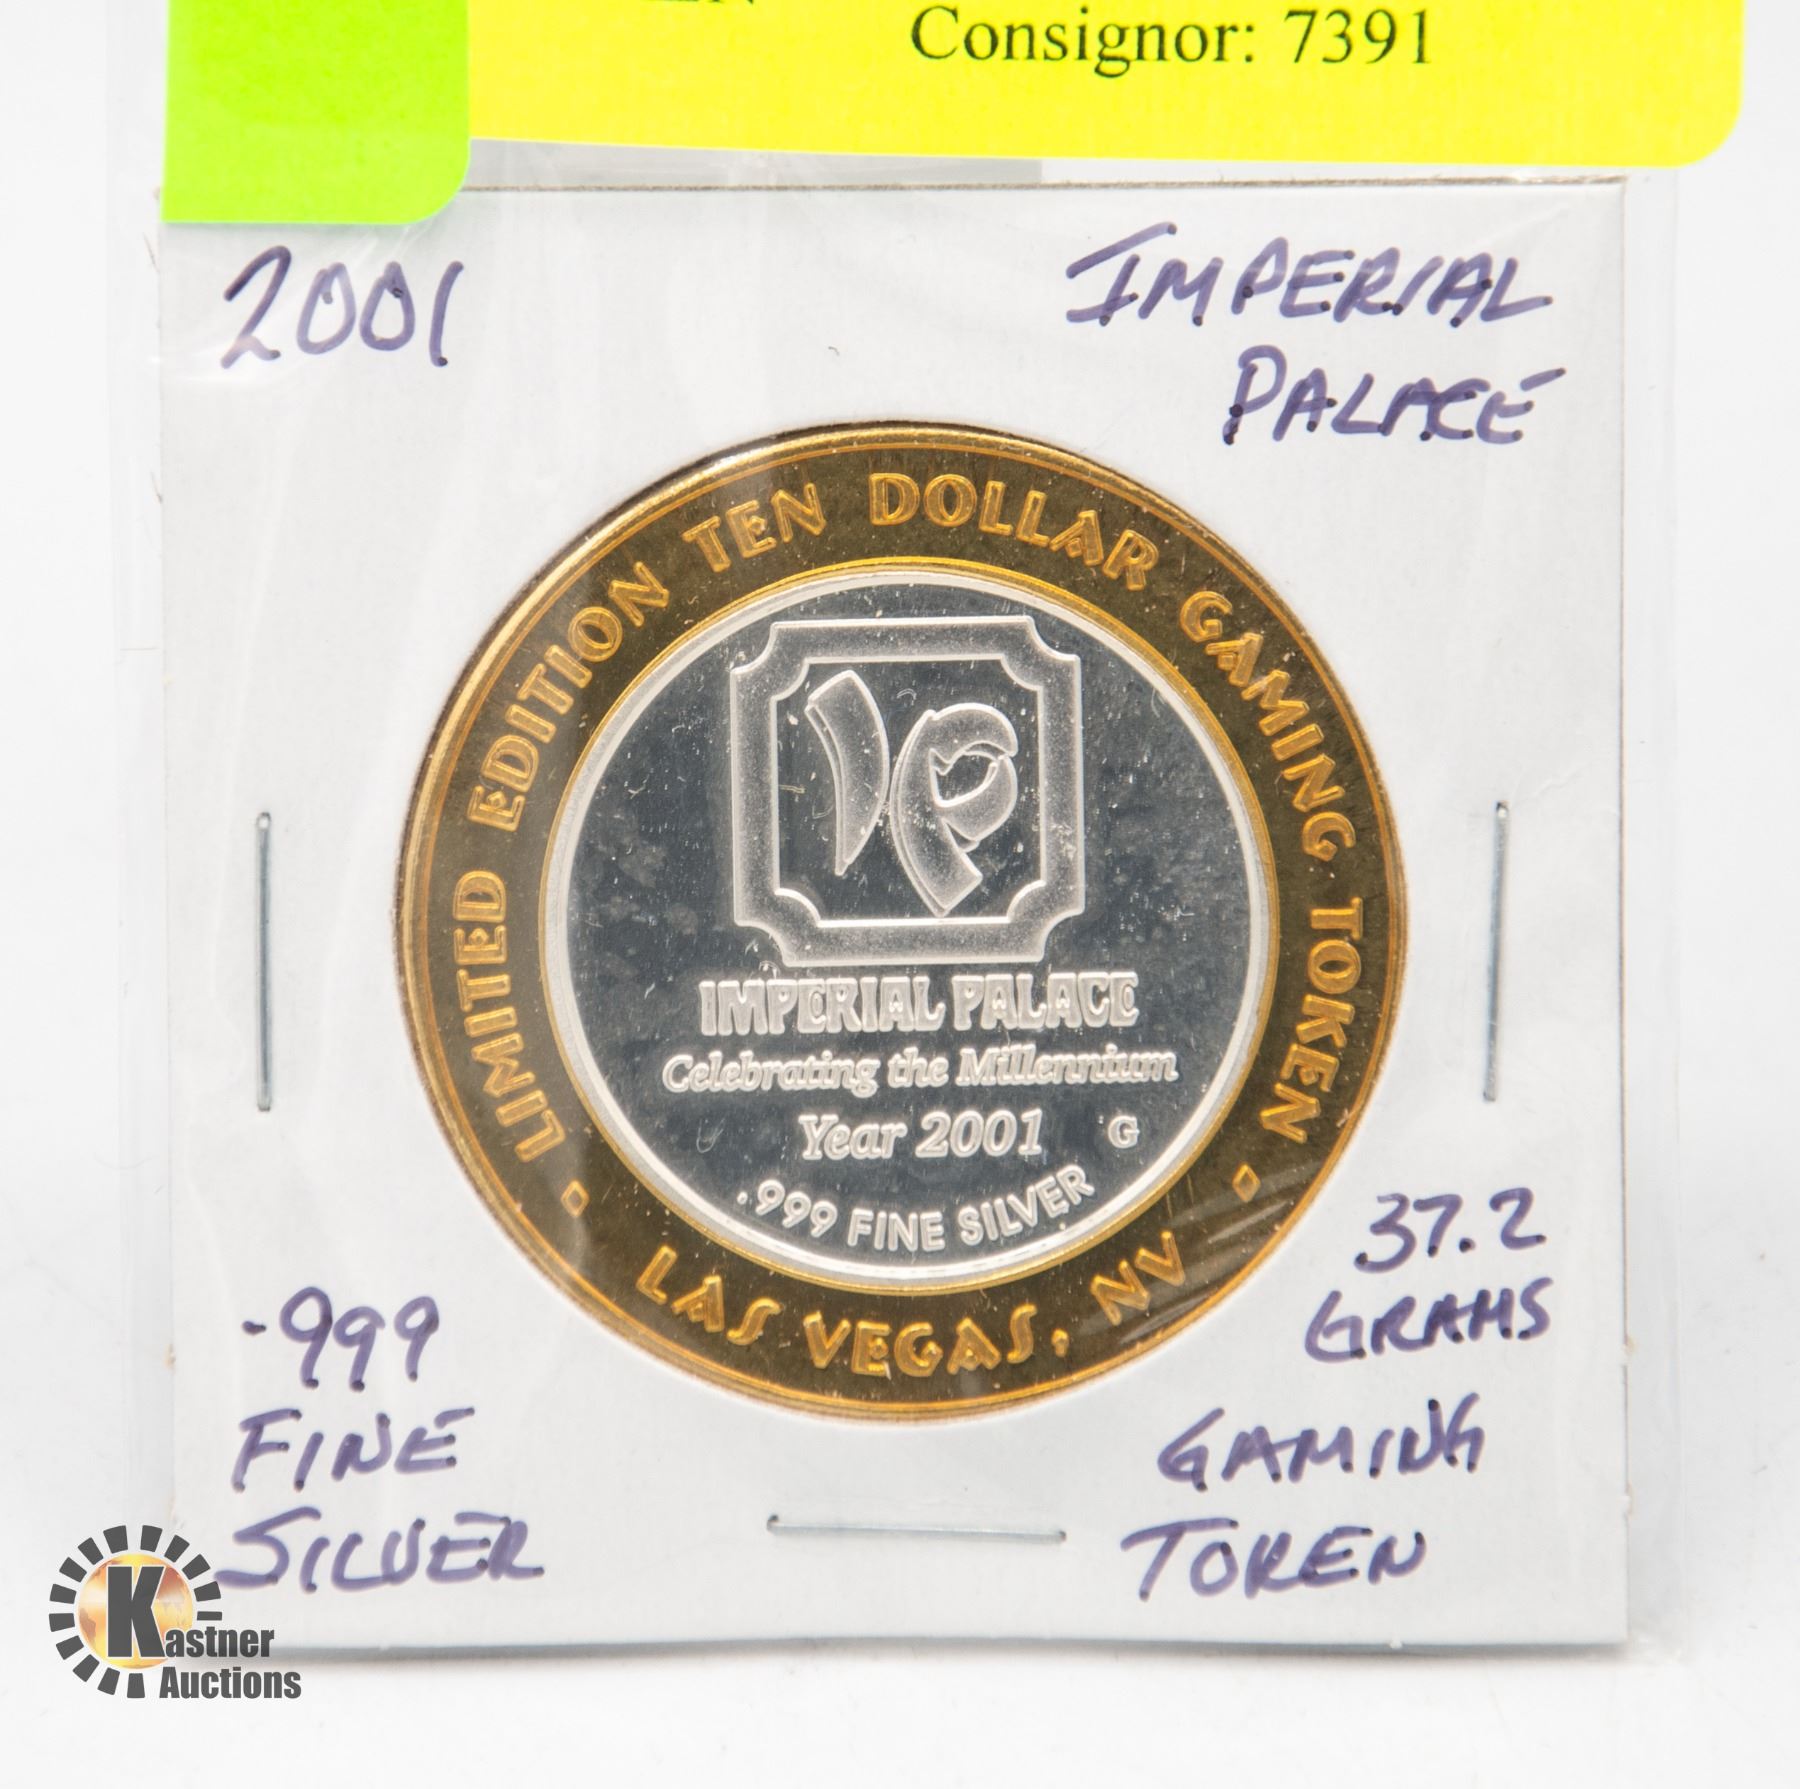 Consignor: 7391
2001
IMPERIAL
PALACE
LIMITED EDITION TEN DOLLAR GAMING TOKEN
IP
IMPERIAL PALACE
Celebrating the Millennium
Year 2001 G
.999 FINE SILVER
LAS VEGAS, NV
.999
FINE
SILVER
37.2
GRAMS
GAMING
TOKEN
Kastner
Auctions